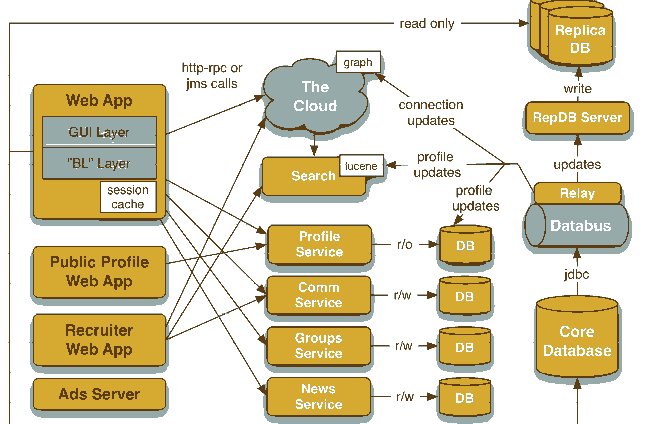 read only
Replica
DB
http-rpc or
jms calls
The
Cloud
graph
connection
updates
write
RepDB Server
Web App
GUI Layer
"BL" Layer
session
cache
Search
lucene
profile
updates
updates
profile
updates
Relay
Databus
Public Profile
Web App
Profile
Service
r/o
DB
jdbc
Comm
Service
r/w
DB
Core
Database
Recruiter
Web App
Groups
Service
r/w
DB
Ads Server
News
Service
r/w
DB